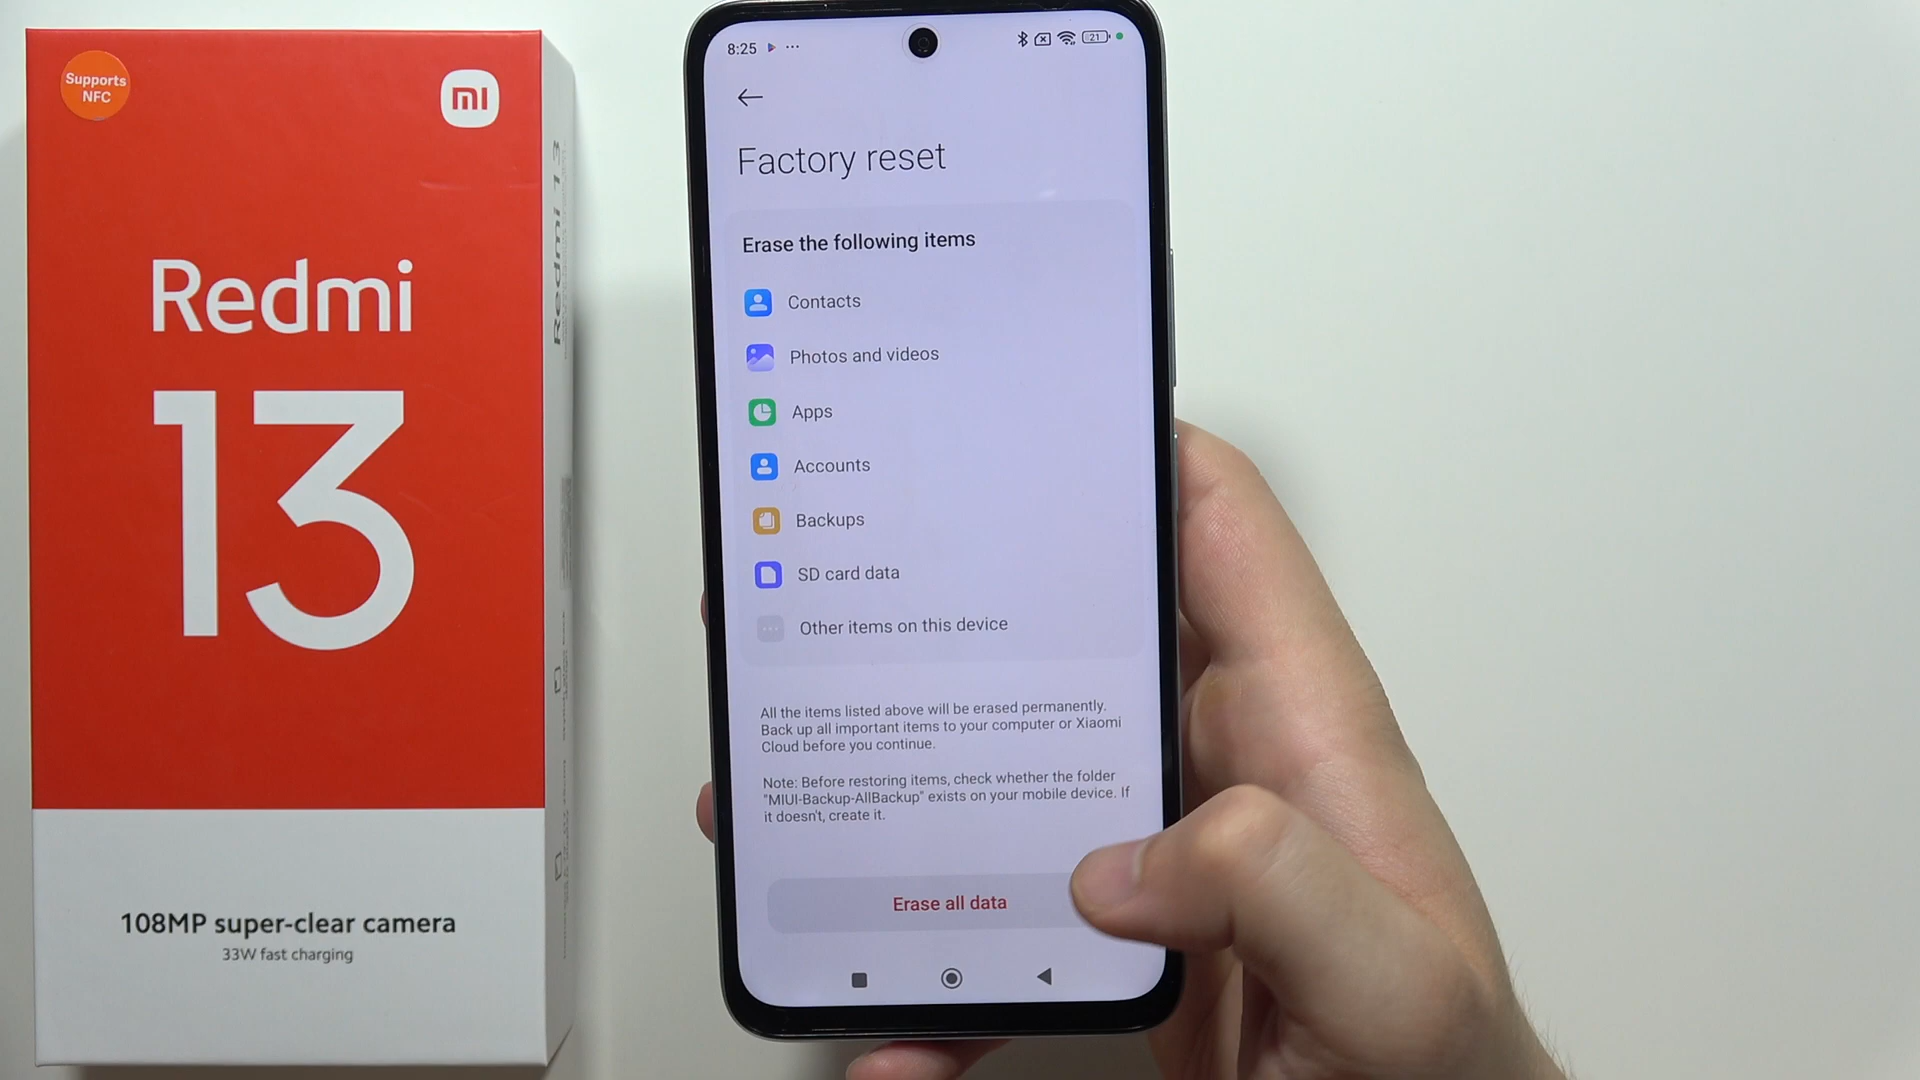 Supports
NFC
mi
Redmi
13
108MP super-clear camera
33W fast charging
Redmi 13
8:25
21
Factory reset
Erase the following items
Contacts
Photos and videos
Apps
Accounts
Backups
SD card data
Other items on this device
All the items listed above will be erased permanently.
Back up all important items to your computer or Xiaomi
Cloud before you continue.
Note: Before restoring items, check whether the folder
"MIUI-Backup-AllBackup" exists on your mobile device. If
it doesn't, create it.
Erase all data